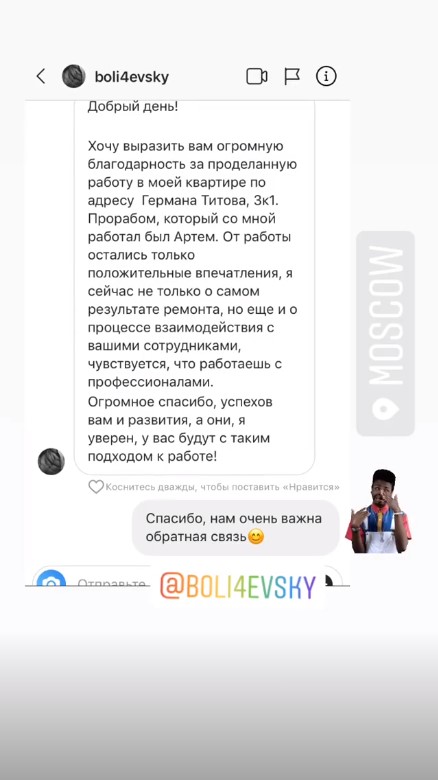 boli4evsky
Добрый день!
Хочу выразить вам огромную
благодарность за проделанную
работу в моей квартире по
адресу Германа Титова, 3к1.
Прорабом, который со мной
работал был Артем. От работы
остались только
положительные впечатления, я
сейчас не только о самом
результате ремонта, но еще и о
процессе взаимодействия с
вашими сотрудниками,
чувствуется, что работаешь с
профессионалами.
Огромное спасибо, успехов
вам и развития, а они, я
уверен, у вас будут с таким
подходом к работе!
Коснитесь дважды, чтобы поставить «Нравится»
Спасибо, нам очень важна
обратная связь😊
Отправьте
@BOLI4EVSKY
MOSCOW